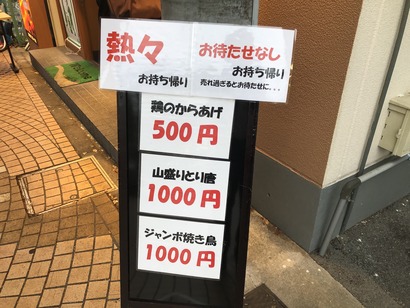 熱々
お持ち帰り
お待たせなし
お持ち帰り
売れ過ぎるとお待たせに...
鶏のからあげ
500円
山盛りとり唐
1000円
ジャンボ焼き鳥
1000円